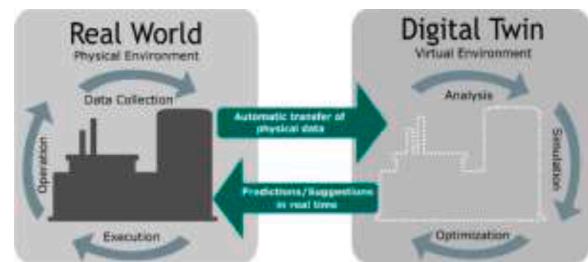 Real World
Physical Environment
Data Collection
Operation
Execution
Automatic transfer of
physical data
Predictions/Suggestions
in real time
Digital Twin
Virtual Environment
Analysis
Simulation
Optimization